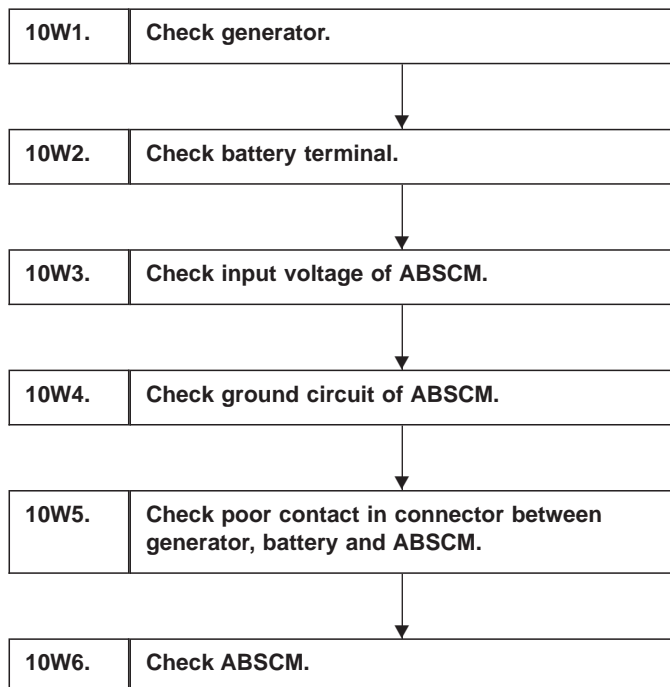 10W1. Check generator.
10W2. Check battery terminal.
10W3. Check input voltage of ABSCM.
10W4. Check ground circuit of ABSCM.
10W5. Check poor contact in connector between
generator, battery and ABSCM.
10W6. Check ABSCM.